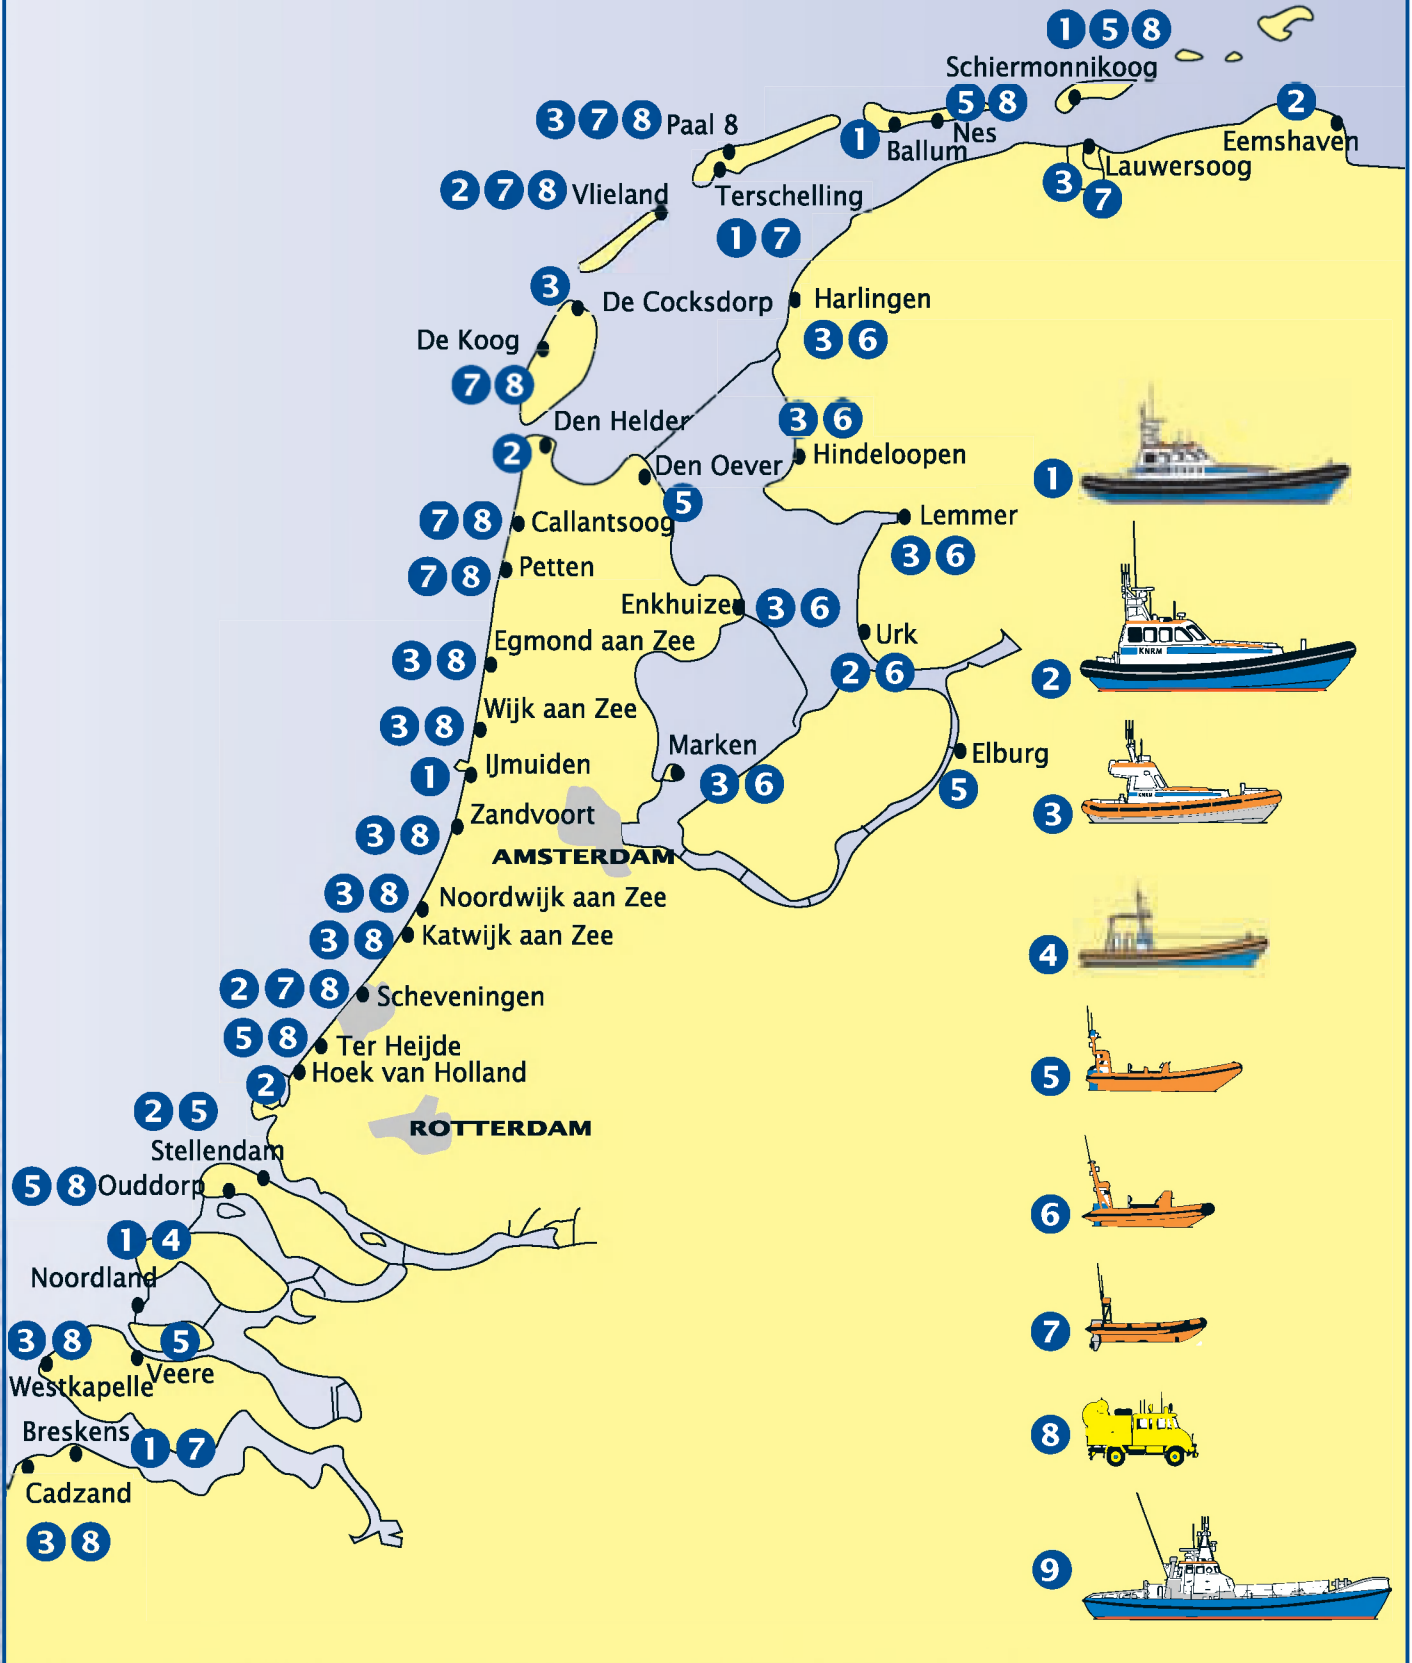 1 5 8
Schiermonnikoog
3 7 8 Paal 8
5 8
2
1
Ballum
Nes
Eemshaven
Lauwersoog
3 7
2 7 8 Vlieland
Terschelling
1 7
3
De Cocksdorp
Harlingen
3 6
De Koog
7 8
Den Helder
2
3 6
Hindeloopen
Den Oever
5
7 8 Callantsoog
Lemmer
3 6
7 8 Petten
Enkhuizen
3 6
Urk
2 6
Egmond aan Zee
3 8
Wijk aan Zee
3 8
Marken
3 6
Elburg
5
IJmuiden
1
Zandvoort
3 8
AMSTERDAM
3 8
Noordwijk aan Zee
3 8 Katwijk aan Zee
2 7 8 Scheveningen
5 8 Ter Heijde
Hoek van Holland
2
2 5
Stellendam
ROTTERDAM
5 8 Ouddorp
1 4
Noordland
3 8
5
Veere
Westkapelle
Breskens
1 7
Cadzand
3 8
1
2
KNRM
3
KNRM
4
5
6
7
8
9